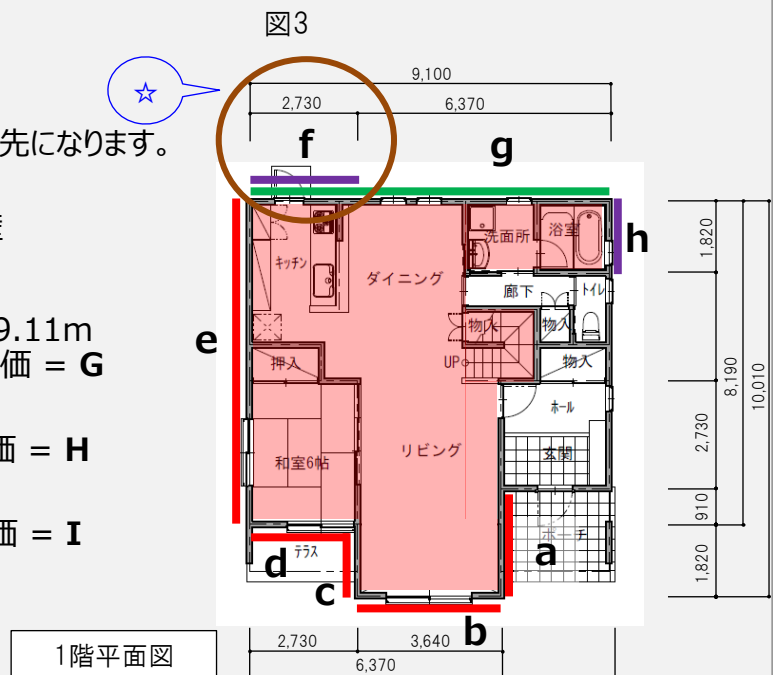 図3
☆
9,100
2,730
6,370
先になります。
f
g
h
e
9.11m
価 = G
価 = H
価 = I
キッチン
ダイニング
洗面所
浴室
廊下
トイレ
物入
物入
UP
押入
物入
ホール
和室6帖
リビング
玄関
ポーチ
テラス
a
d
c
b
1,820
2,730
910
1,820
8,190
10,010
2,730
3,640
6,370
1階平面図